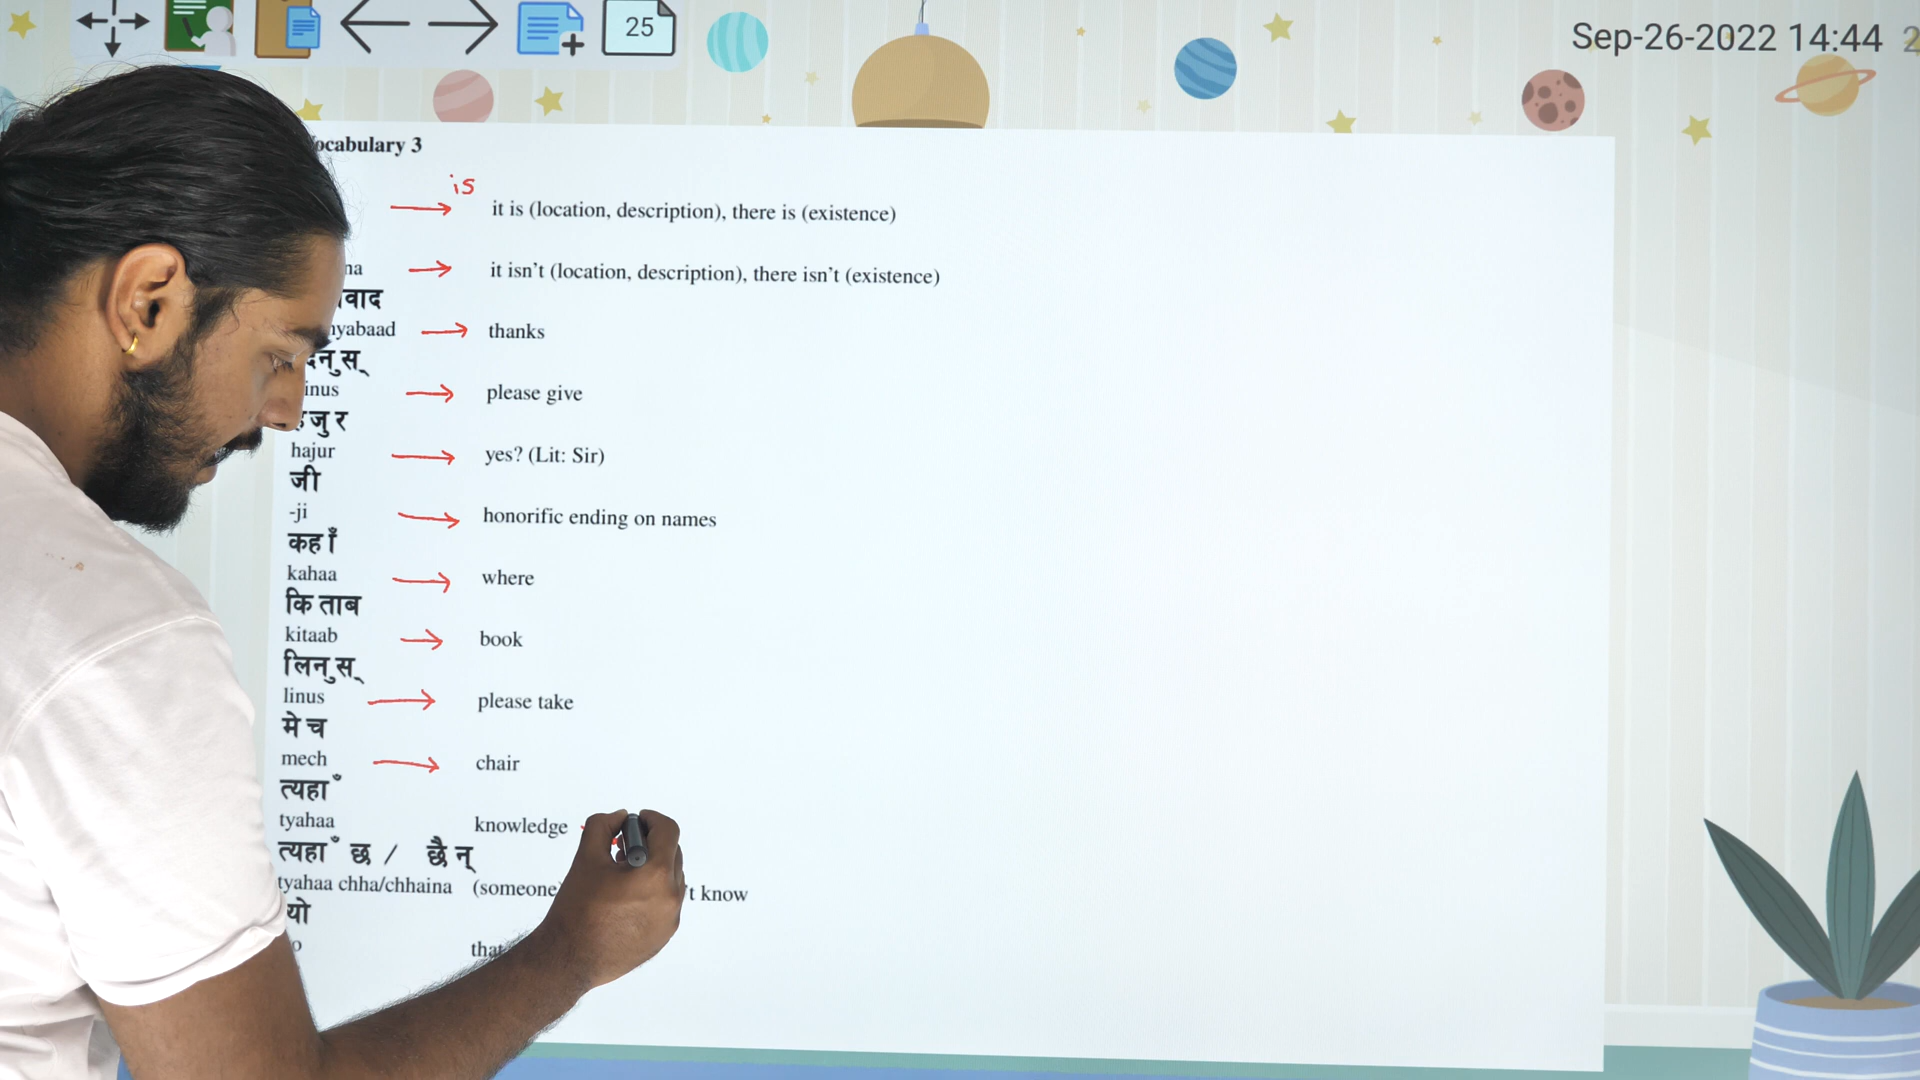 25
Sep-26-2022 14:44
ocabulary 3
is
it is (location, description), there is (existence)
na it isn't (location, description), there isn't (existence)
वाद
nyabaad thanks
inus please give
जुर
hajur yes? (Lit: Sir)
जी
-ji honorific ending on names
कहाँ
kahaa where
किताब
kitaab book
लिनुस्
linus please take
मेच
mech chair
त्यहाँ
tyahaa knowledge
त्यहाँ छ / छैन्
tyahaa chha/chhaina (someone) 't know
that